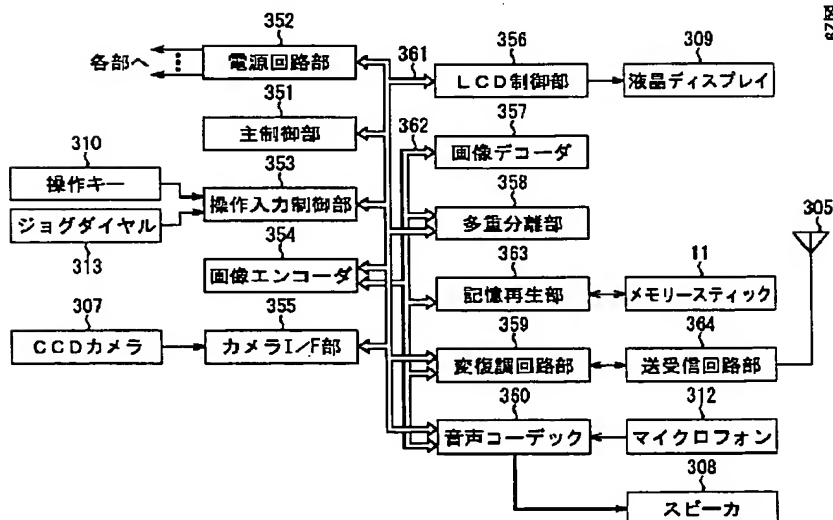 図28
352
電源回路部
各部へ
351
主制御部
310
操作キー
353
操作入力制御部
ジョグダイヤル
313
354
画像エンコーダ
307
CCDカメラ
355
カメラI/F部
361
362
356
LCD制御部
309
液晶ディスプレイ
357
画像デコーダ
358
多重分離部
305
363
記憶再生部
11
メモリースティック
359
変復調回路部
364
送受信回路部
360
音声コーデック
312
マイクロフォン
308
スピーカ